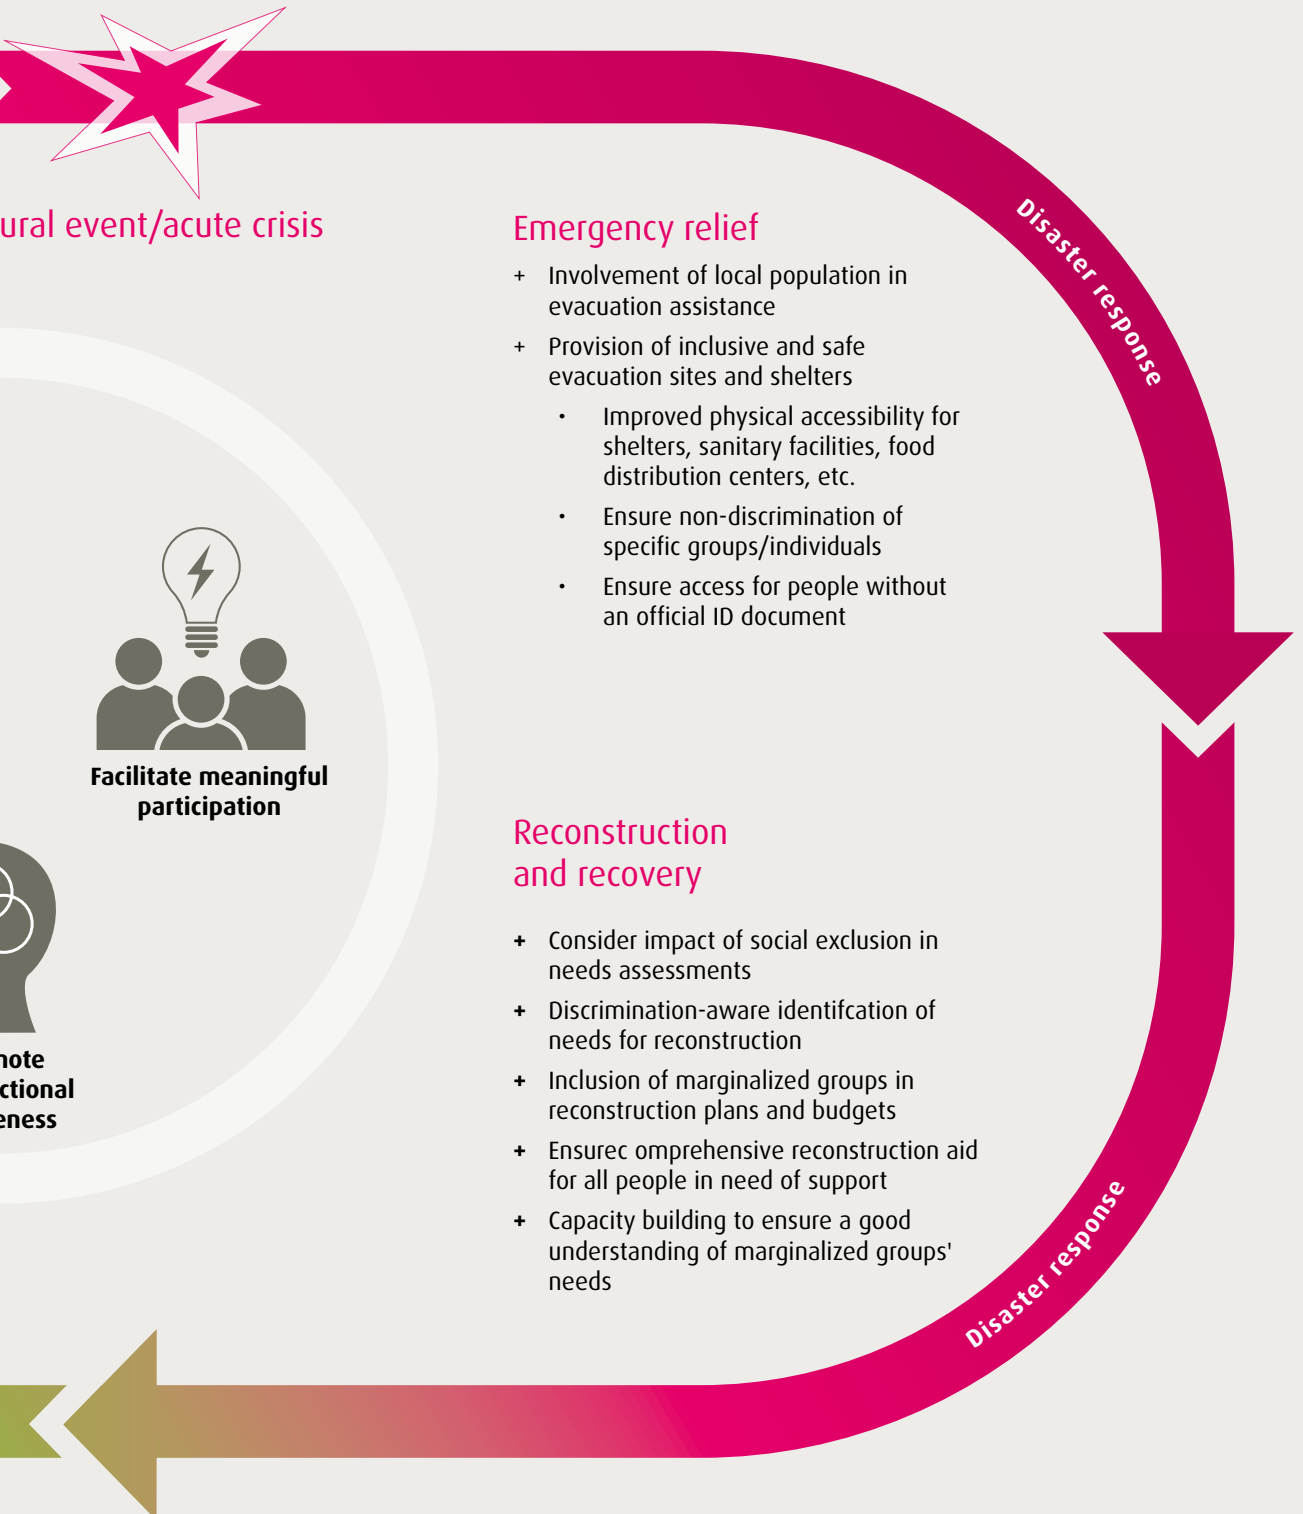 ural event/acute crisis
Emergency relief
+ Involvement of local population in
evacuation assistance
+ Provision of inclusive and safe
evacuation sites and shelters
• Improved physical accessibility for
shelters, sanitary facilities, food
distribution centers, etc.
• Ensure non-discrimination of
specific groups/individuals
• Ensure access for people without
an official ID document
Disaster response
Facilitate meaningful
participation
note
ctional
eness
Reconstruction
and recovery
+ Consider impact of social exclusion in
needs assessments
+ Discrimination-aware identifcation of
needs for reconstruction
+ Inclusion of marginalized groups in
reconstruction plans and budgets
+ Ensurec omprehensive reconstruction aid
for all people in need of support
+ Capacity building to ensure a good
understanding of marginalized groups'
needs
Disaster response